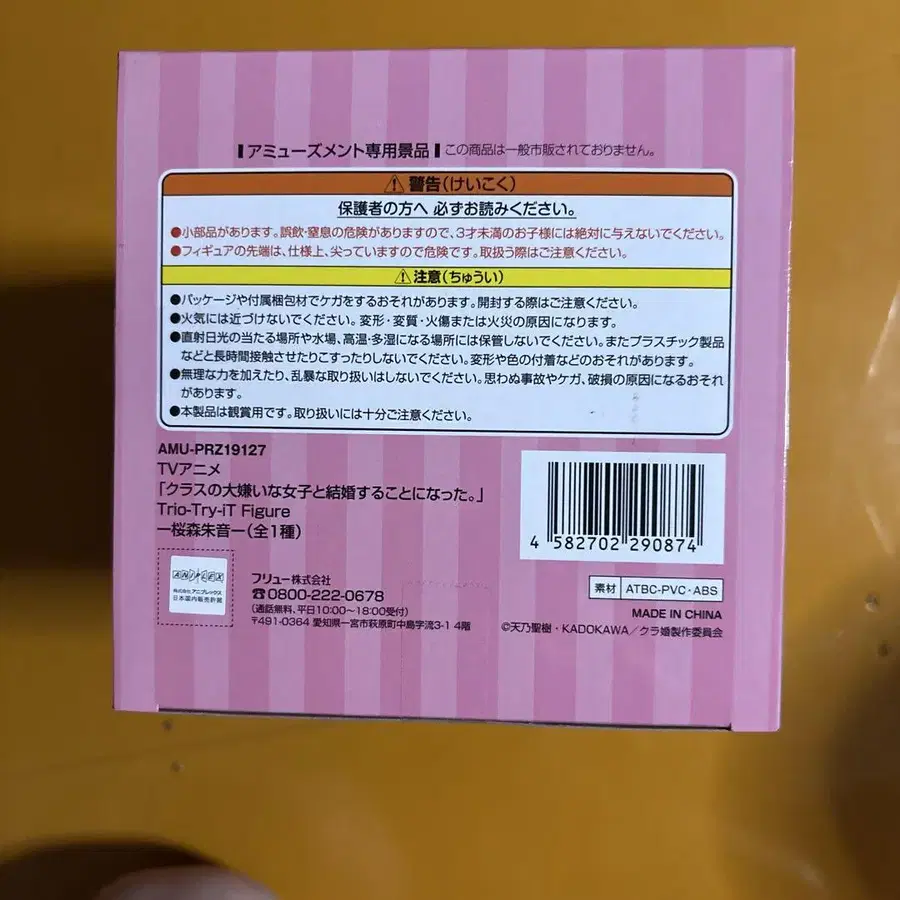 アミューズメント専用景品 この商品は一般市販されておりません。
⚠警告(けいこく)
保護者の方へ 必ずお読みください。
●小部品があります。誤飲・窒息の危険がありますので、3才未満のお子様には絶対に与えないでください。
●フィギュアの先端は、仕様上、尖っていますので危険です。取扱う際はご注意ください。
⚠注意(ちゅうい)
●パッケージや付属梱包材でケガをするおそれがあります。開封する際はご注意ください。
●火気には近づけないでください。変形・変質・火傷または火災の原因になります。
●直射日光の当たる場所や水場、高温・多湿になる場所には保管しないでください。またプラスチック製品
などと長時間接触させたりこすったりしないでください。変形や色の付着などのおそれがあります。
●無理な力を加えたり、乱暴な取り扱いはしないでください。思わぬ事故やケガ、破損の原因になるおそれ
があります。
●本製品は観賞用です。取り扱いには十分ご注意ください。
AMU-PRZ19127
TVアニメ
「クラスの大嫌いな女子と結婚することになった。」
Trio-Try-iT Figure
ー桜森朱音ー(全1種)
4 582702 290874
ANIPLEX
株式会社アニプレックス
日本国内販売許諾
フリュー株式会社
☎0800-222-0678
(通話無料、平日10:00〜18:00受付)
〒491-0364 愛知県一宮市萩原町中島字流3-1 4階
素材 ATBC-PVC・ABS
MADE IN CHINA
©天乃聖樹・KADOKAWA/クラ婚製作委員会